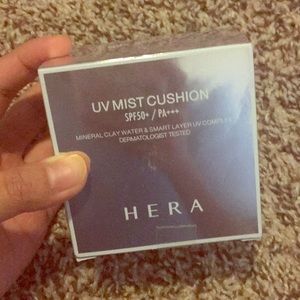 UV MIST CUSHION
SPF50+ / PA+++
MINERAL CLAY WATER & SMART LAYER UV COMPLEX
DERMATOLOGIST TESTED
HERA